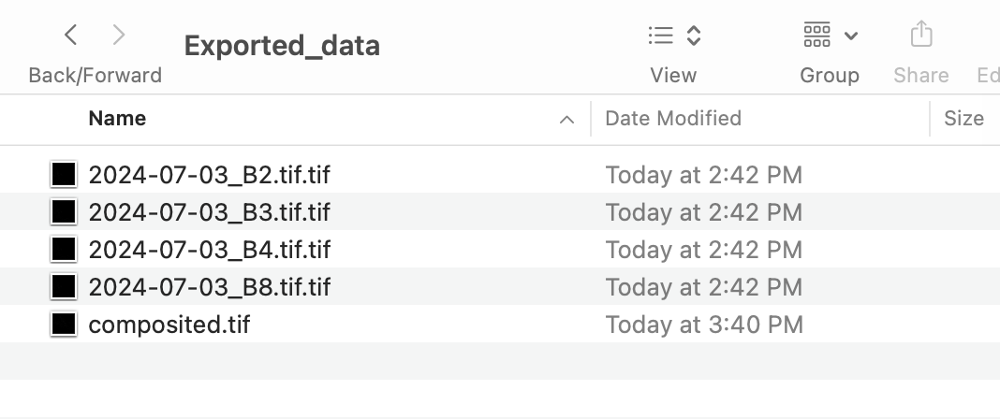 Exported_data
Back/Forward View Group Share Ed
Name Date Modified Size
2024-07-03_B2.tif.tif Today at 2:42 PM
2024-07-03_B3.tif.tif Today at 2:42 PM
2024-07-03_B4.tif.tif Today at 2:42 PM
2024-07-03_B8.tif.tif Today at 2:42 PM
composited.tif Today at 3:40 PM